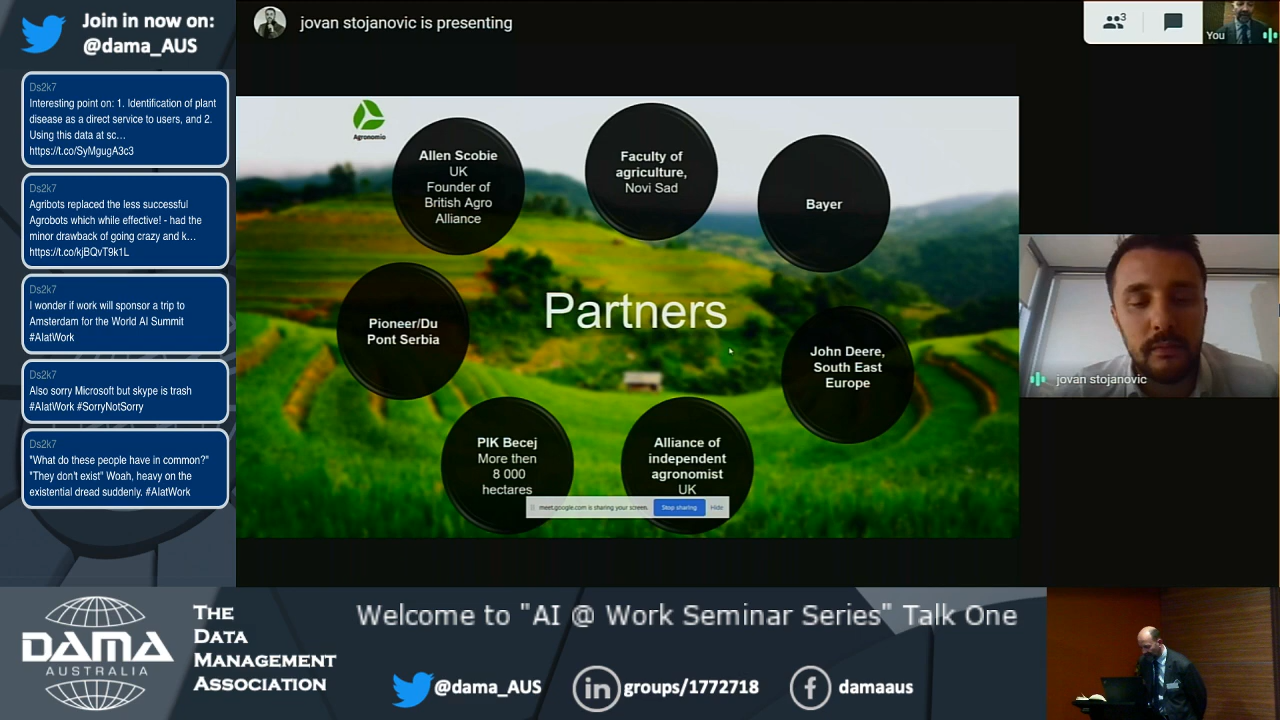 Join in now on:
@dama_AUS
Ds2k7
Interesting point on: 1. Identification of plant
disease as a direct service to users, and 2.
Using this data at sc...
https://t.co/SyMgugA3c3
Ds2k7
Agribots replaced the less successful
Agrobots which while effective! - had the
minor drawback of going crazy and k...
https://t.co/kjBQvT9k1L
Ds2k7
I wonder if work will sponsor a trip to
Amsterdam for the World AI Summit
#AIatWork
Ds2k7
Also sorry Microsoft but skype is trash
#AIatWork #SorryNotSorry
Ds2k7
"What do these people have in common?"
"They don't exist" Woah, heavy on the
existential dread suddenly. #AIatWork
jovan stojanovic is presenting
3
You
Agronomio
Allen Scobie
UK
Founder of
British Agro
Alliance
Faculty of
agriculture,
Novi Sad
Bayer
Pioneer/Du
Pont Serbia
Partners
John Deere,
South East
Europe
PIK Becej
More then
8 000
hectares
Alliance of
independent
agronomist
UK
meet.google.com is sharing your screen.
Stop sharing
Hide
jovan stojanovic
DAMA
AUSTRALIA
THE
DATA
MANAGEMENT
ASSOCIATION
Welcome to "AI @ Work Seminar Series" Talk One
@dama_AUS
in
groups/1772718
f
damaaus